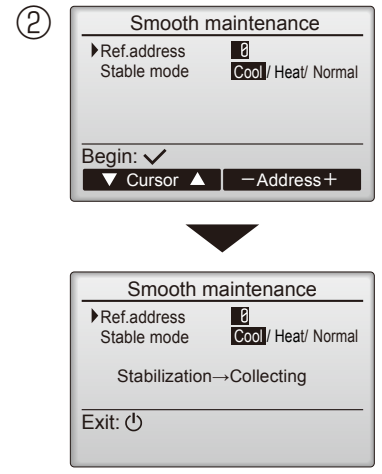 ②
Smooth maintenance
▶Ref.address 0
Stable mode Cool / Heat/ Normal
Begin: ✓
▼ Cursor ▲ －Address＋
Smooth maintenance
▶Ref.address 0
Stable mode Cool / Heat/ Normal
Stabilization→Collecting
Exit: ⏻